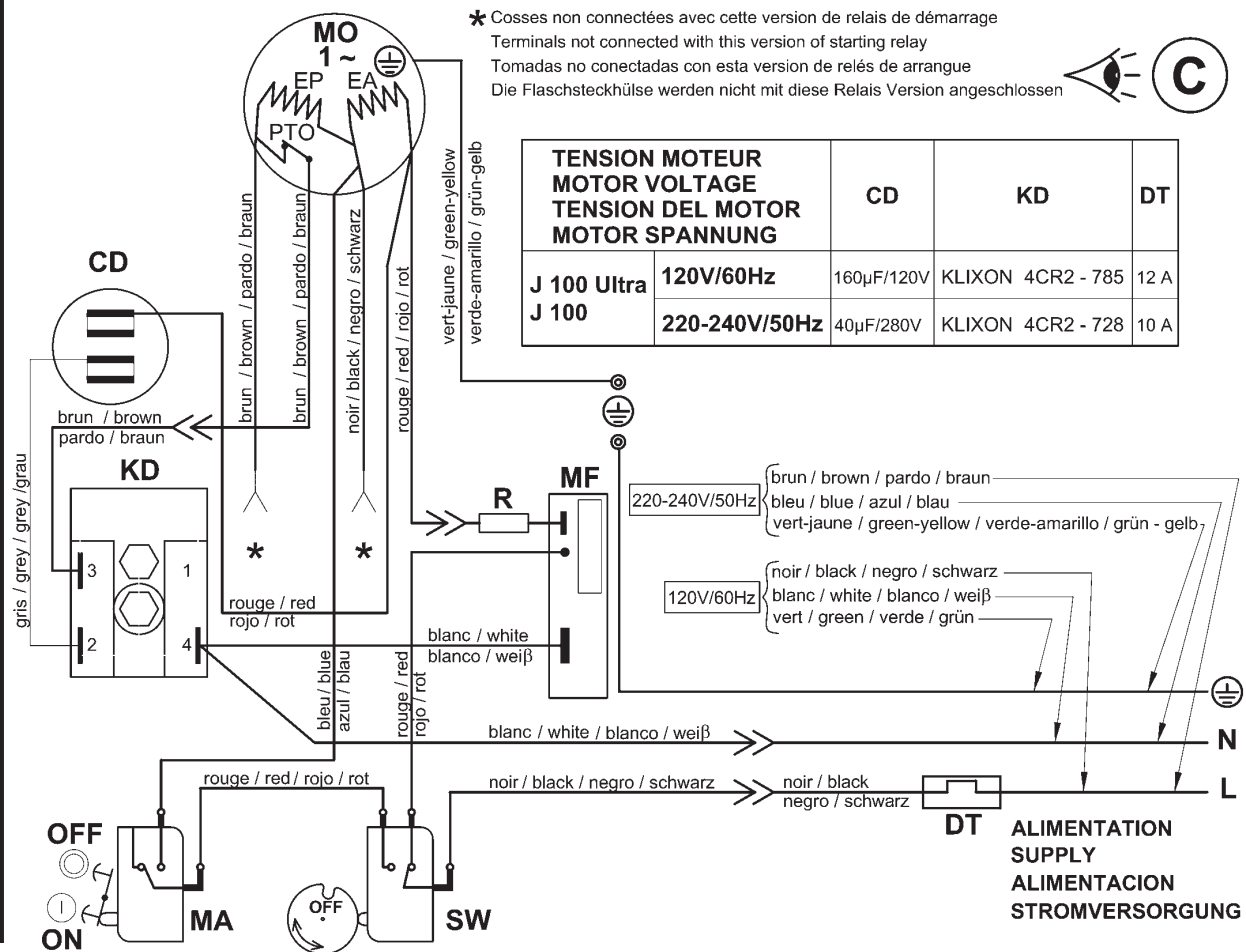 * Cosses non connectées avec cette version de relais de démarrage
Terminals not connected with this version of starting relay
Tomadas no conectadas con esta version de relés de arrangue
Die Flaschsteckhülse werden nicht mit diese Relais Version angeschlossen
C
MO
1 ~
EP EA
PTO
TENSION MOTEUR
MOTOR VOLTAGE
TENSION DEL MOTOR
MOTOR SPANNUNG
CD KD DT
J 100 Ultra
J 100
120V/60Hz 160µF/120V KLIXON 4CR2 - 785 12 A
220-240V/50Hz 40µF/280V KLIXON 4CR2 - 728 10 A
vert-jaune / green-yellow
verde-amarillo / grün-gelb
brun / brown / pardo / braun
brun / brown / pardo / braun
noir / black / negro / schwarz
rouge / red / rojo / rot
CD
brun / brown
pardo / braun
gris / grey / grey /grau
KD
3 1
2 4
*
*
R
MF
rouge / red
rojo / rot
blanc / white
blanco / weiβ
bleu / blue
azul / blau
rouge / red
rojo / rot
220-240V/50Hz
brun / brown / pardo / braun
bleu / blue / azul / blau
vert-jaune / green-yellow / verde-amarillo / grün - gelb
120V/60Hz
noir / black / negro / schwarz
blanc / white / blanco / weiβ
vert / green / verde / grün
blanc / white / blanco / weiβ
N
rouge / red / rojo / rot
noir / black / negro / schwarz
noir / black
negro / schwarz
L
DT
OFF
ON
MA
OFF
SW
ALIMENTATION
SUPPLY
ALIMENTACION
STROMVERSORGUNG